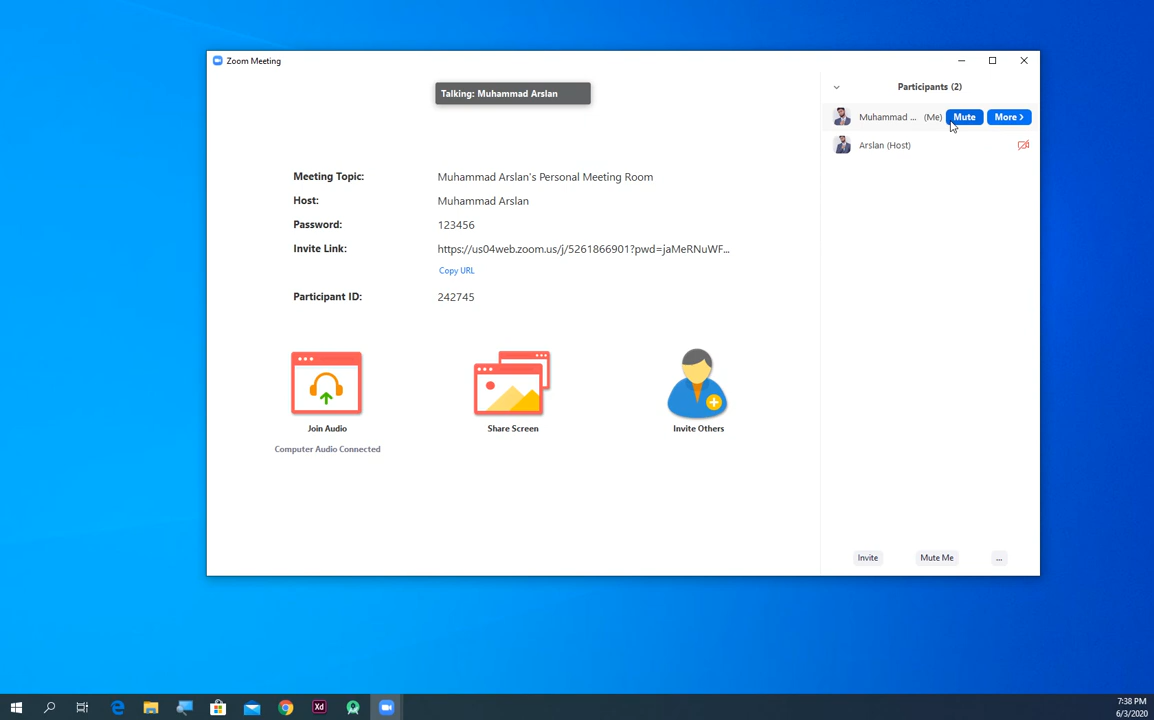 Zoom Meeting
Talking: Muhammad Arslan
Participants (2)
Muhammad ... (Me) Mute More >
Arslan (Host)
Meeting Topic: Muhammad Arslan's Personal Meeting Room
Host: Muhammad Arslan
Password: 123456
Invite Link: https://us04web.zoom.us/j/5261866901?pwd=jaMeRNuWF...
Copy URL
Participant ID: 242745
Join Audio
Computer Audio Connected
Share Screen
Invite Others
Invite Mute Me ...
Xd
7:38 PM
6/3/2020